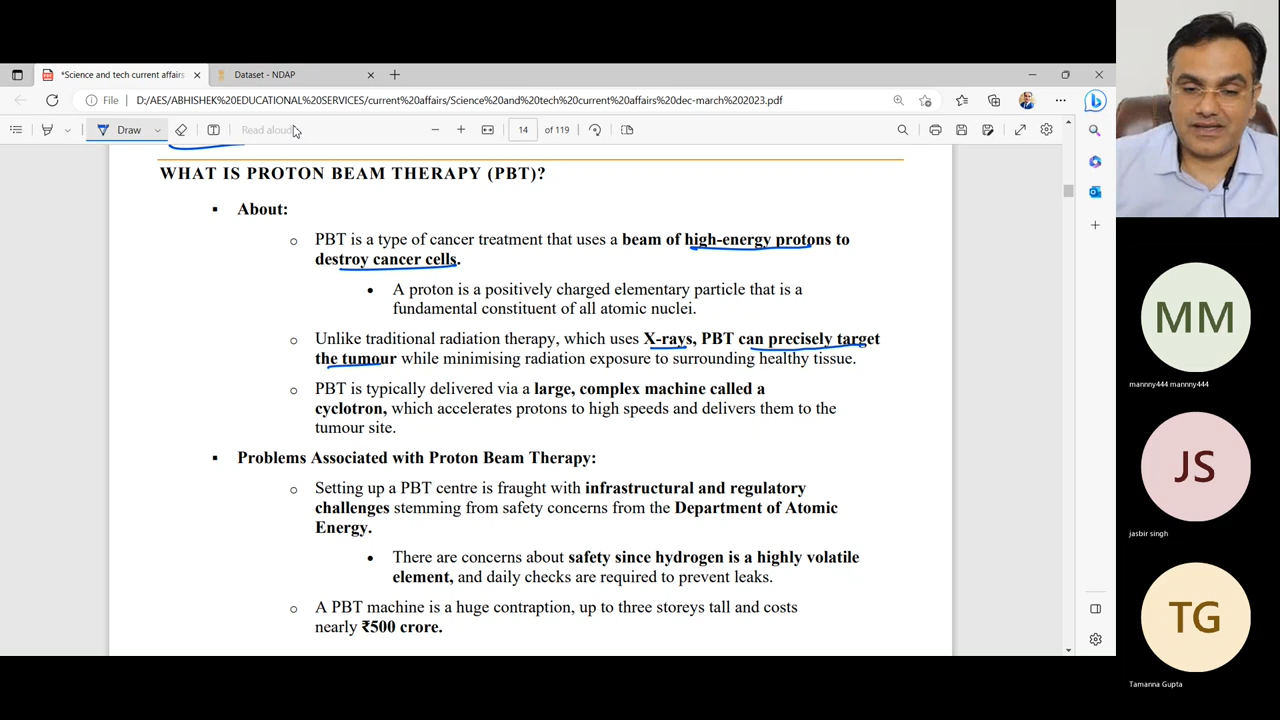 *Science and tech current affairs
Dataset - NDAP
File
D:/AES/ABHISHEK%20EDUCATIONAL%20SERVICES/current%20affairs/Science%20and%20tech%20current%20affairs%20dec-march%202023.pdf
Draw
Read aloud
14 of 119
WHAT IS PROTON BEAM THERAPY (PBT)?
About:
PBT is a type of cancer treatment that uses a beam of high-energy protons to
destroy cancer cells.
A proton is a positively charged elementary particle that is a
fundamental constituent of all atomic nuclei.
Unlike traditional radiation therapy, which uses X-rays, PBT can precisely target
the tumour while minimising radiation exposure to surrounding healthy tissue.
PBT is typically delivered via a large, complex machine called a
cyclotron, which accelerates protons to high speeds and delivers them to the
tumour site.
Problems Associated with Proton Beam Therapy:
Setting up a PBT centre is fraught with infrastructural and regulatory
challenges stemming from safety concerns from the Department of Atomic
Energy.
There are concerns about safety since hydrogen is a highly volatile
element, and daily checks are required to prevent leaks.
A PBT machine is a huge contraption, up to three storeys tall and costs
nearly ₹500 crore.
MM
mannny444 mannny444
JS
jasbir singh
TG
Tamanna Gupta